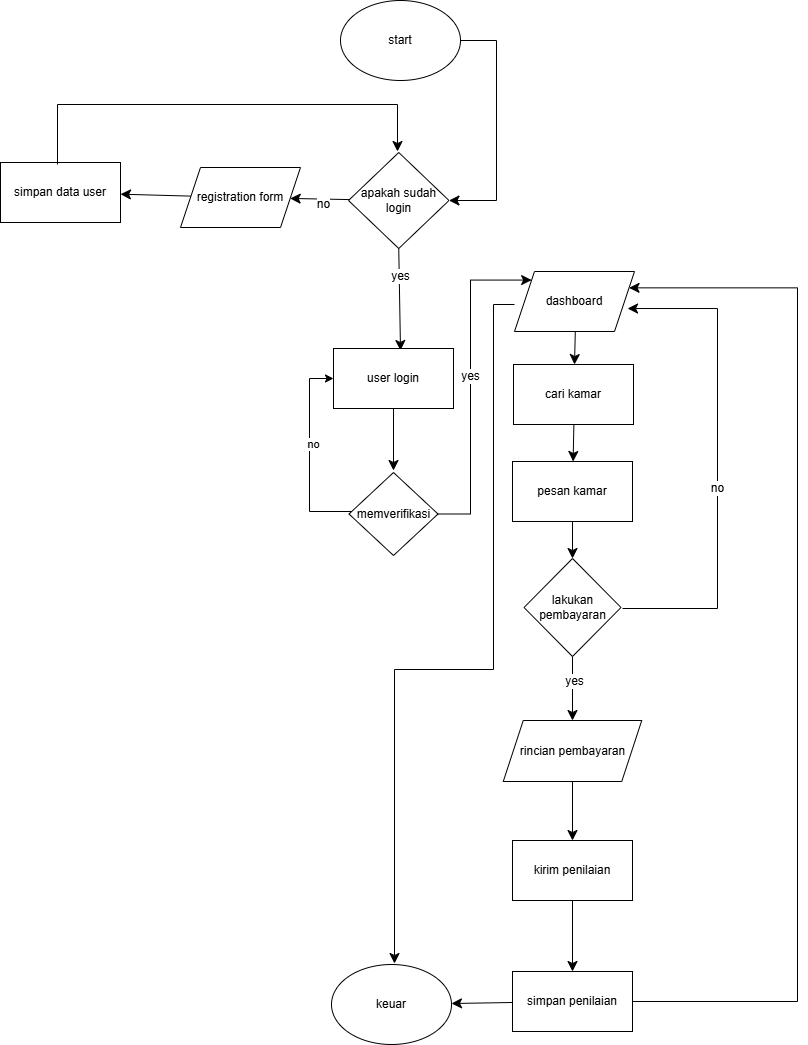 start
apakah sudah
login
no
registration form
simpan data user
yes
user login
no
memverifikasi
yes
dashboard
cari kamar
pesan kamar
no
lakukan
pembayaran
yes
rincian pembayaran
kirim penilaian
simpan penilaian
keuar